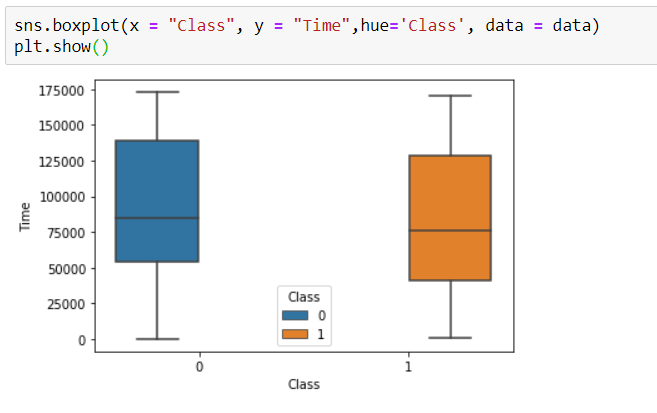 sns.boxplot(x = "Class", y = "Time",hue='Class', data = data)
plt.show()
175000
150000
125000
100000
75000
50000
25000
0
Time
Class
0
1
0
1
Class